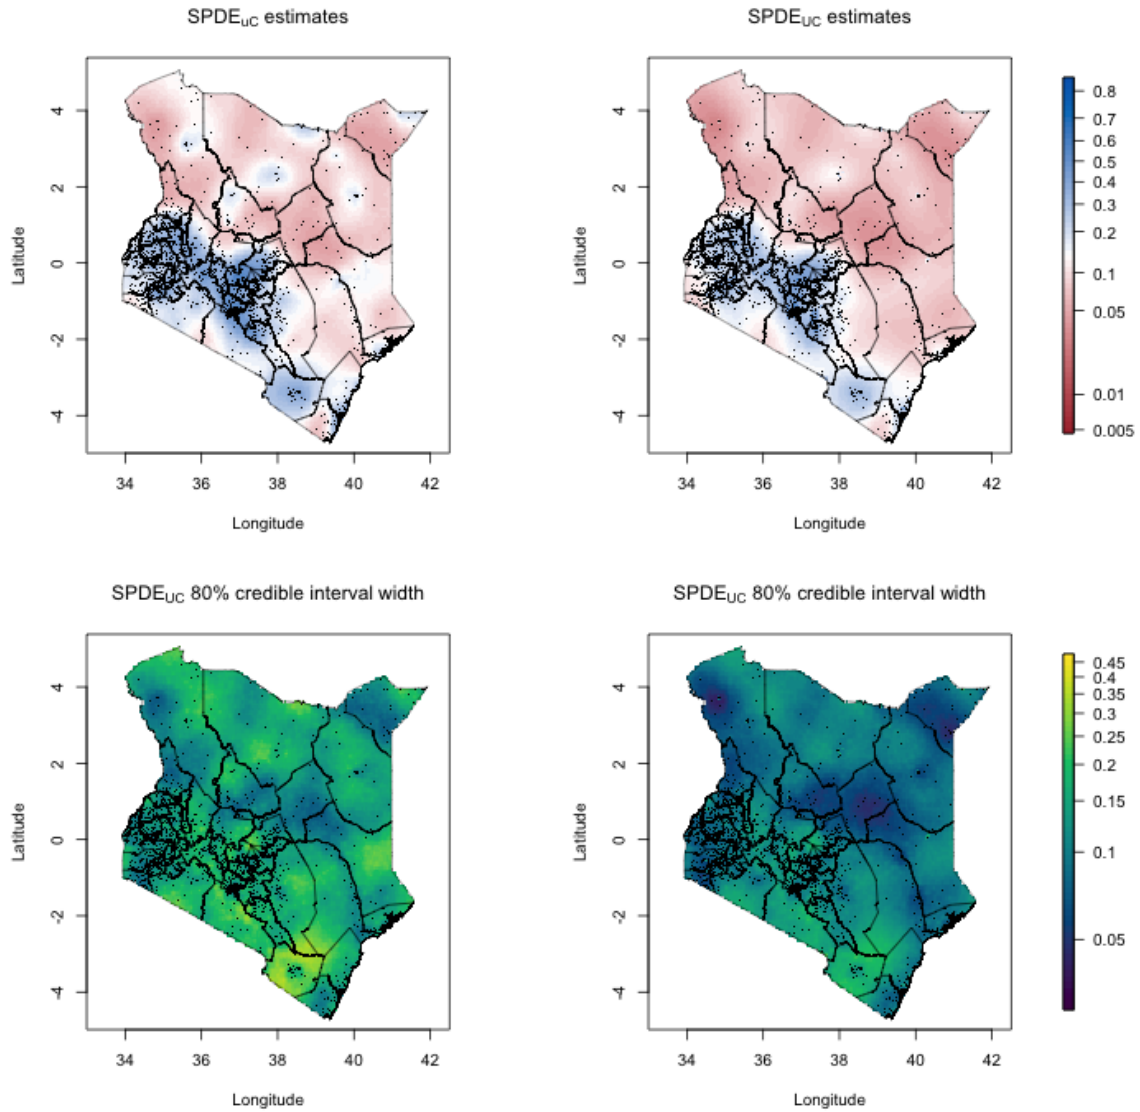 SPDEuC estimates
SPDEUC estimates
4
2
0
-2
-4
Latitude
34 36 38 40 42
Longitude
4
2
0
-2
-4
Latitude
34 36 38 40 42
Longitude
0.8
0.7
0.6
0.5
0.4
0.3
0.2
0.1
0.05
0.01
0.005
SPDEUC 80% credible interval width
SPDEUC 80% credible interval width
4
2
0
-2
-4
Latitude
34 36 38 40 42
Longitude
4
2
0
-2
-4
Latitude
34 36 38 40 42
Longitude
0.45
0.4
0.35
0.3
0.25
0.2
0.15
0.1
0.05